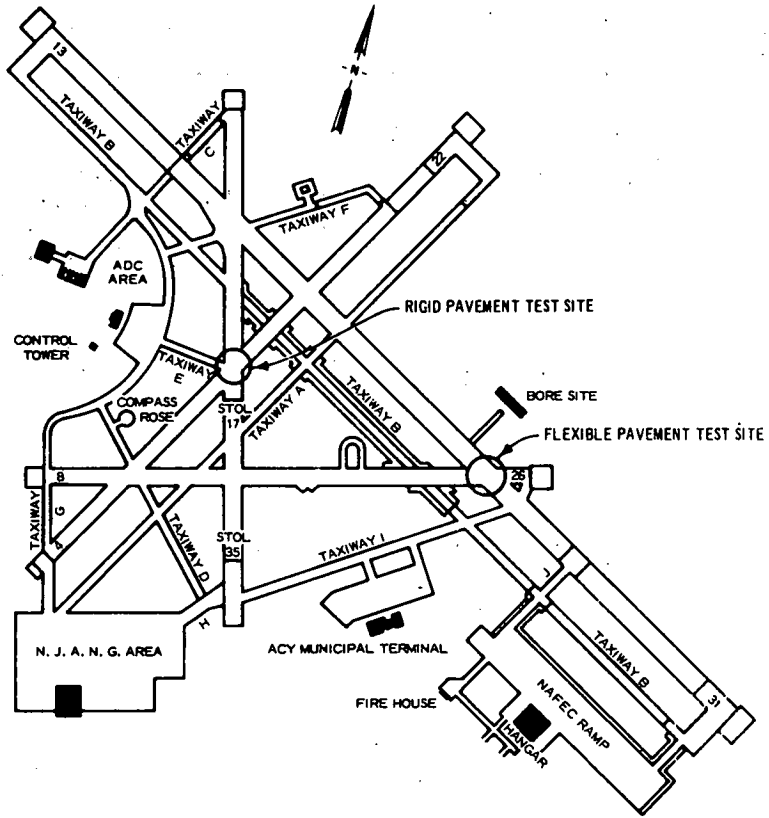 13
N
TAXIWAY B
TAXIWAY
C
22
TAXIWAY F
ADC
AREA
RIGID PAVEMENT TEST SITE
CONTROL
TOWER
TAXIWAY
E
COMPASS
ROSE
STOL
17
TAXIWAY A
TAXIWAY B
BORE SITE
FLEXIBLE PAVEMENT TEST SITE
8
26
TAXIWAY
G
4
TAXIWAY D
STOL
35
TAXIWAY I
J
H
N. J. A. N. G. AREA
ACY MUNICIPAL TERMINAL
TAXIWAY B
31
FIRE HOUSE
NAFEC RAMP
HANGAR